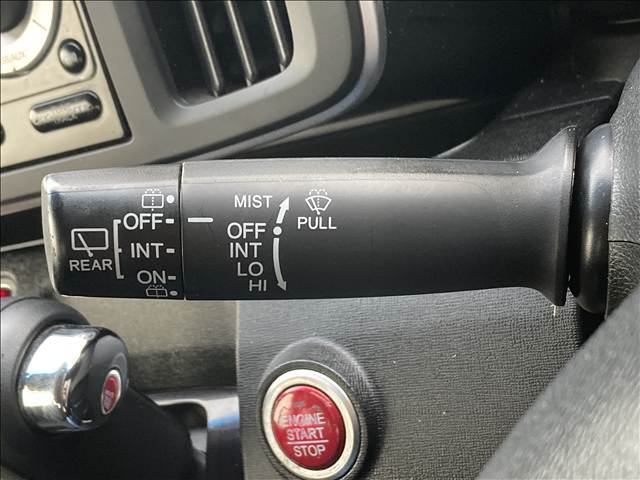 MIST
OFF
OFF
PULL
INT
INT
REAR
LO
ON
HI
ENGINE
START
STOP